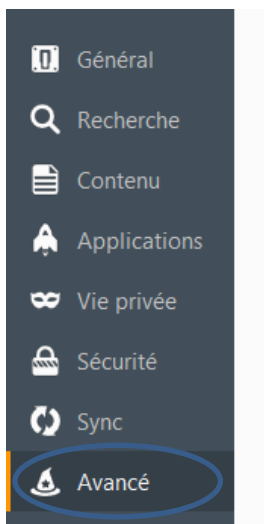 Général
Recherche
Contenu
Applications
Vie privée
Sécurité
Sync
Avancé